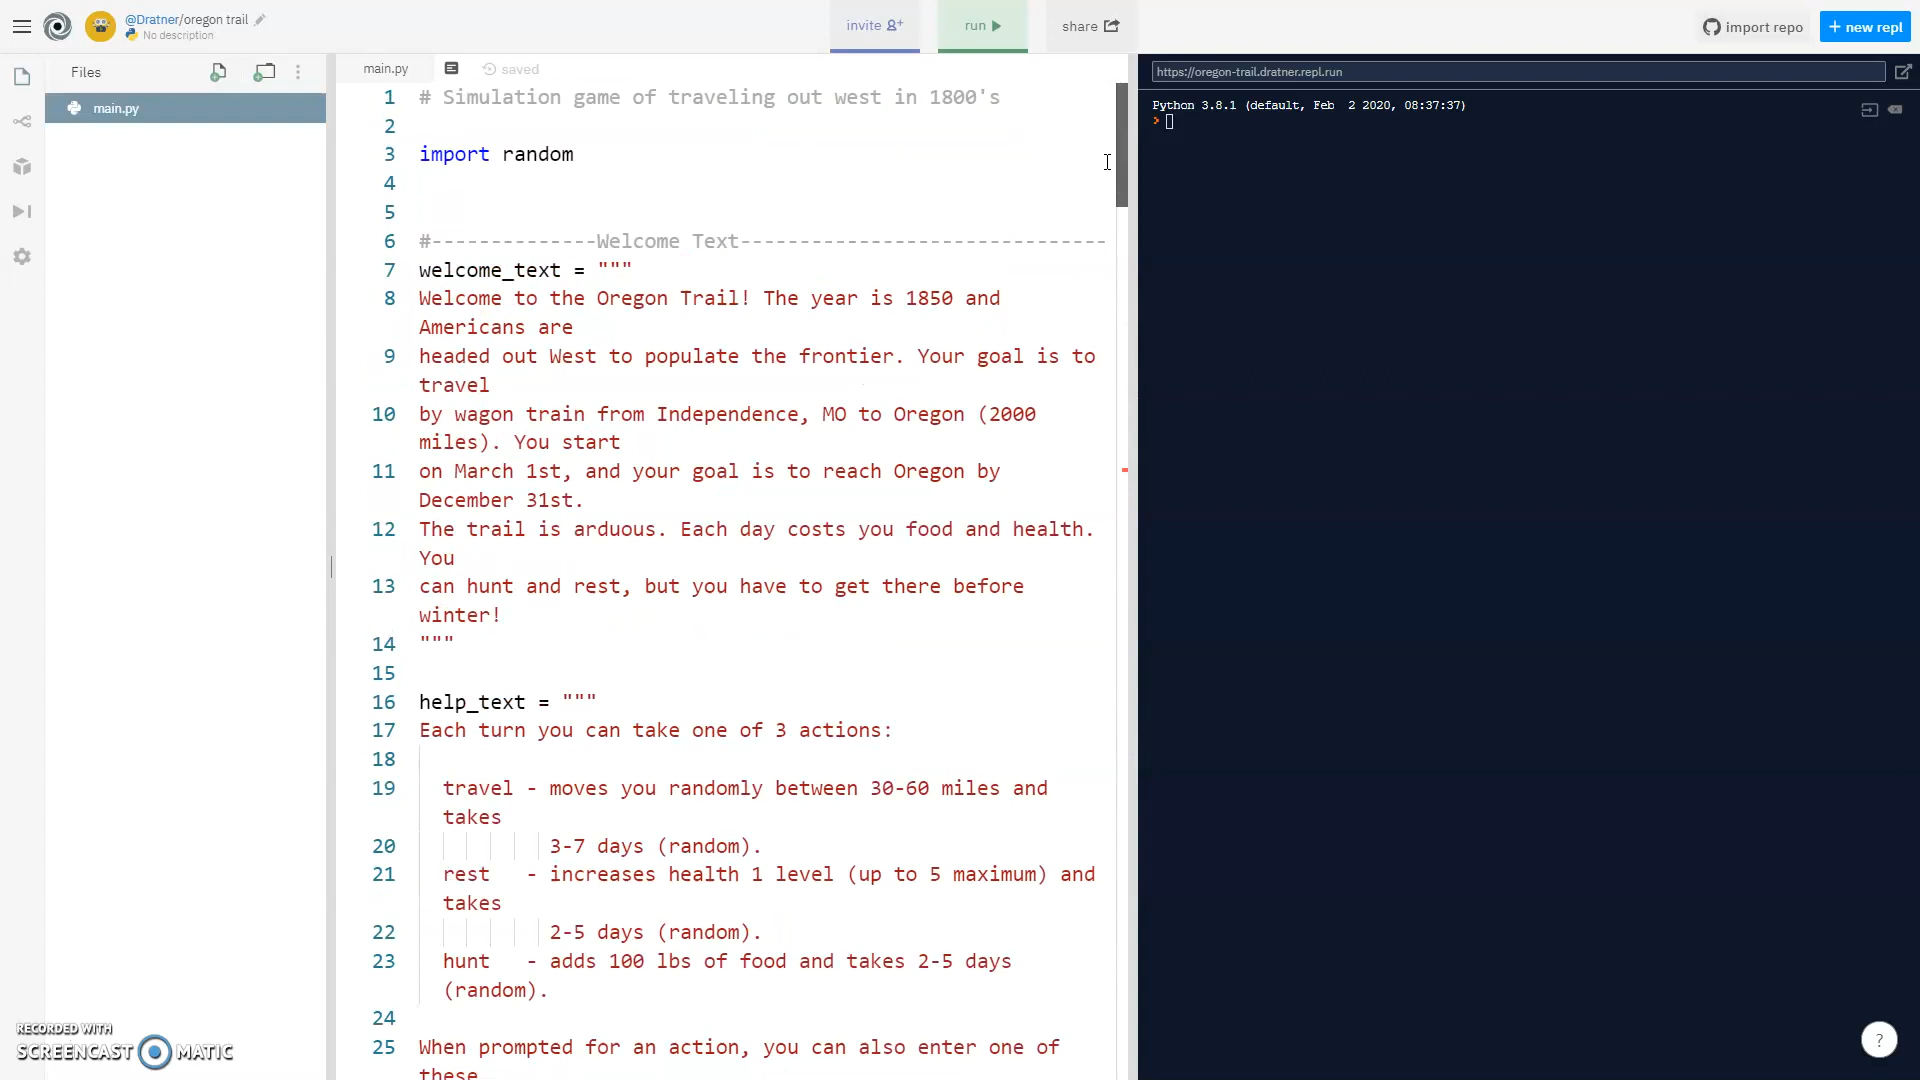 @Dratner/oregon trail
No description
invite
run
share
import repo
+ new repl
Files
main.py
main.py
saved
https://oregon-trail.dratner.repl.run
Python 3.8.1 (default, Feb  2 2020, 08:37:37)
>
1 # Simulation game of traveling out west in 1800's
2
3 import random
4
5
6 #--------------Welcome Text-------------------------------
7 welcome_text = """
8 Welcome to the Oregon Trail! The year is 1850 and
Americans are
9 headed out West to populate the frontier. Your goal is to
travel
10 by wagon train from Independence, MO to Oregon (2000
miles). You start
11 on March 1st, and your goal is to reach Oregon by
December 31st.
12 The trail is arduous. Each day costs you food and health.
You
13 can hunt and rest, but you have to get there before
winter!
14 """
15
16 help_text = """
17 Each turn you can take one of 3 actions:
18
19 travel - moves you randomly between 30-60 miles and
takes
20 3-7 days (random).
21 rest   - increases health 1 level (up to 5 maximum) and
takes
22 2-5 days (random).
23 hunt   - adds 100 lbs of food and takes 2-5 days
(random).
24
25 When prompted for an action, you can also enter one of
these
RECORDED WITH
SCREENCAST MATIC
?